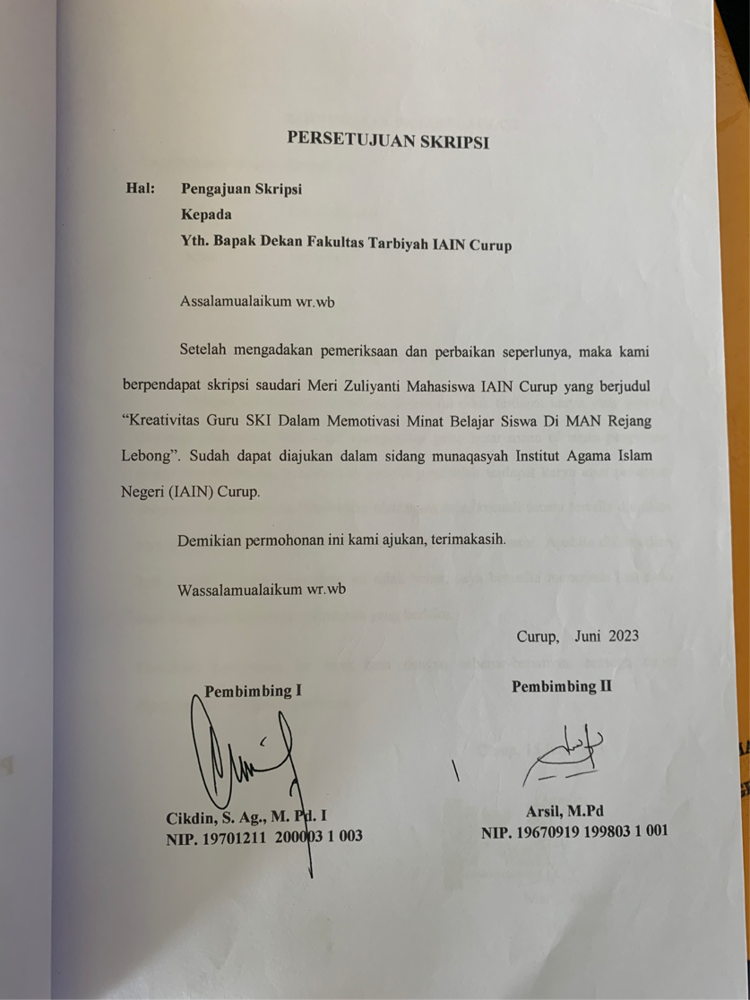 PERSETUJUAN SKRIPSI
Hal: Pengajuan Skripsi
Kepada
Yth. Bapak Dekan Fakultas Tarbiyah IAIN Curup
Assalamualaikum wr.wb
Setelah mengadakan pemeriksaan dan perbaikan seperlunya, maka kami
berpendapat skripsi saudari Meri Zuliyanti Mahasiswa IAIN Curup yang berjudul
“Kreativitas Guru SKI Dalam Memotivasi Minat Belajar Siswa Di MAN Rejang
Lebong”. Sudah dapat diajukan dalam sidang munaqasyah Institut Agama Islam
Negeri (IAIN) Curup.
Demikian permohonan ini kami ajukan, terimakasih.
Wassalamualaikum wr.wb
Curup, Juni 2023
Pembimbing I
Cikdin, S. Ag., M. Pd. I
NIP. 19701211 200003 1 003
Pembimbing II
Arsil, M.Pd
NIP. 19670919 199803 1 001